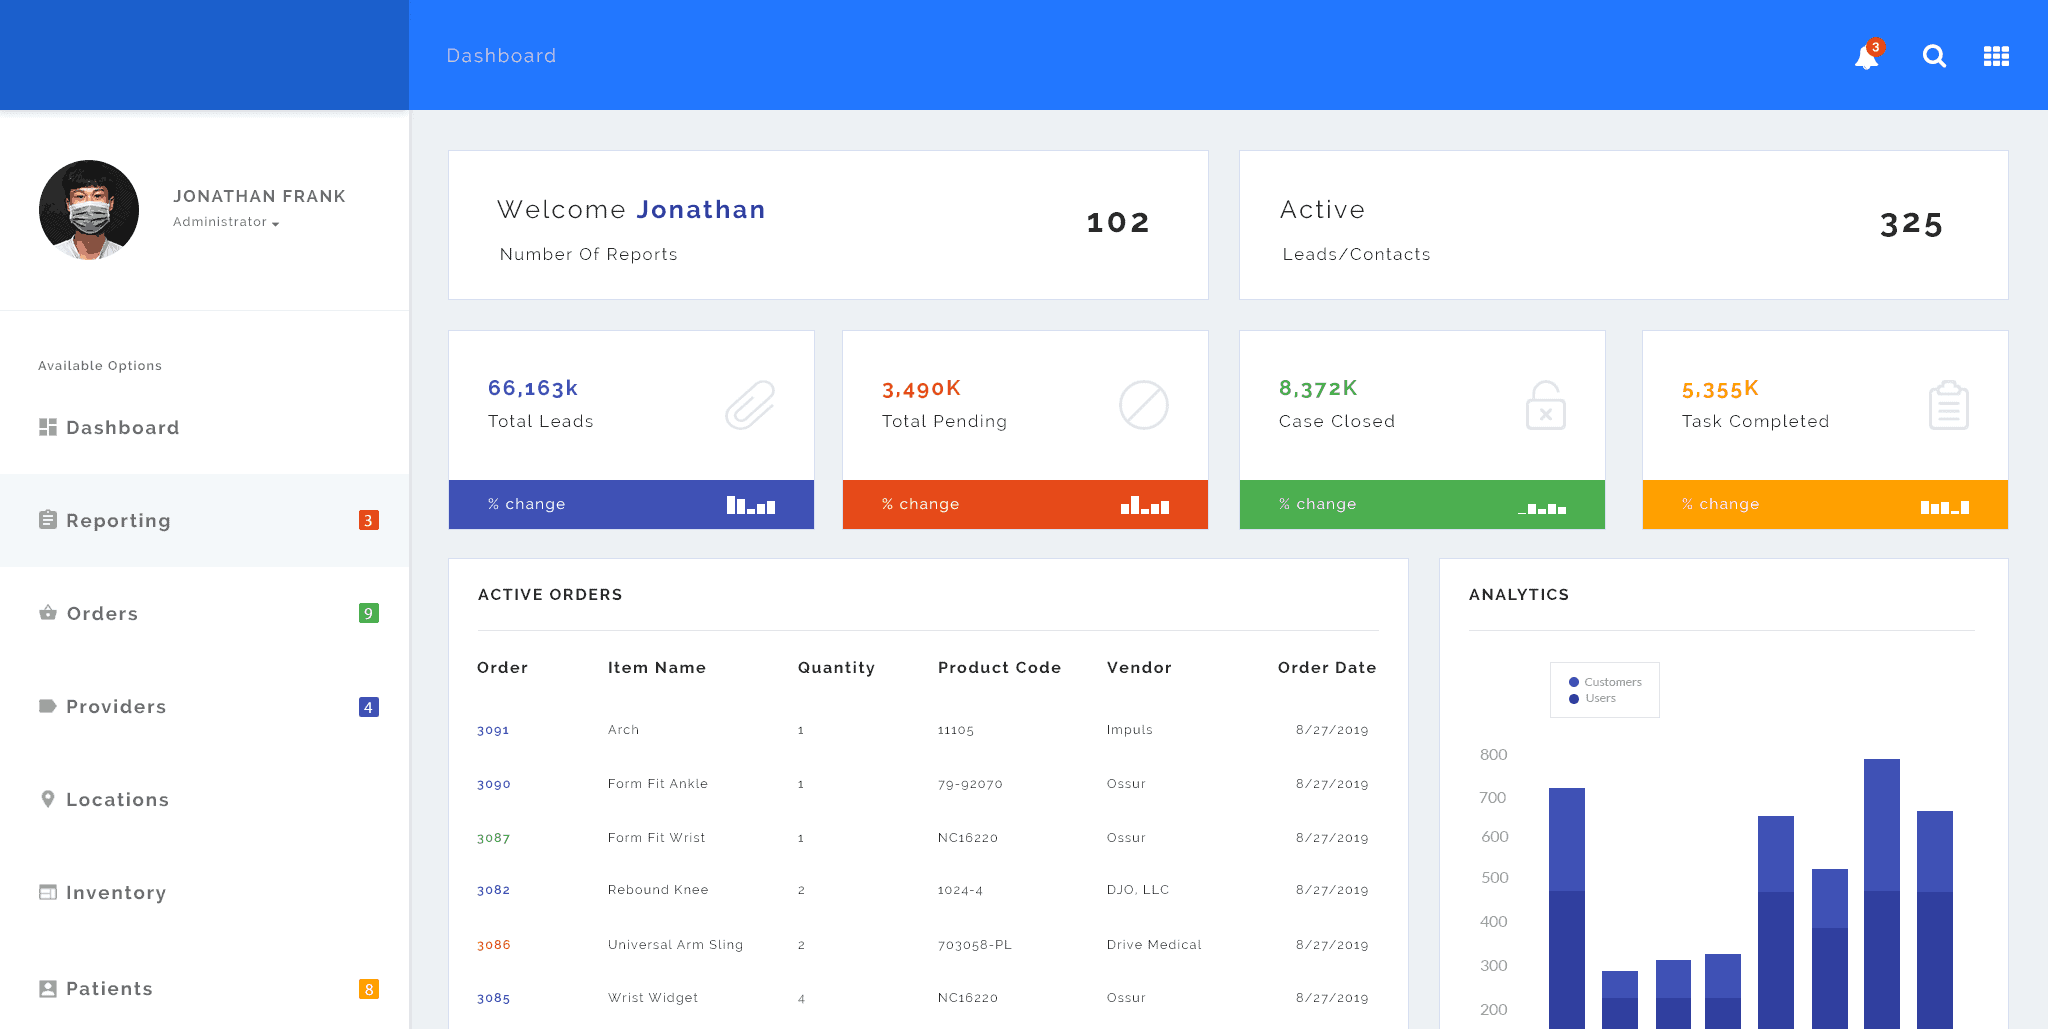 Dashboard
3
JONATHAN FRANK
Administrator
Available Options
Dashboard
Reporting 3
Orders 9
Providers 4
Locations
Inventory
Patients 8
Welcome Jonathan
Number Of Reports
102
Active
Leads/Contacts
325
66,163k
Total Leads
% change
3,490K
Total Pending
% change
8,372K
Case Closed
% change
5,355K
Task Completed
% change
ACTIVE ORDERS
Order Item Name Quantity Product Code Vendor Order Date
3091 Arch 1 11105 Impuls 8/27/2019
3090 Form Fit Ankle 1 79-92070 Ossur 8/27/2019
3087 Form Fit Wrist 1 NC16220 Ossur 8/27/2019
3082 Rebound Knee 2 1024-4 DJO, LLC 8/27/2019
3086 Universal Arm Sling 2 703058-PL Drive Medical 8/27/2019
3085 Wrist Widget 4 NC16220 Ossur 8/27/2019
ANALYTICS
Customers
Users
800
700
600
500
400
300
200